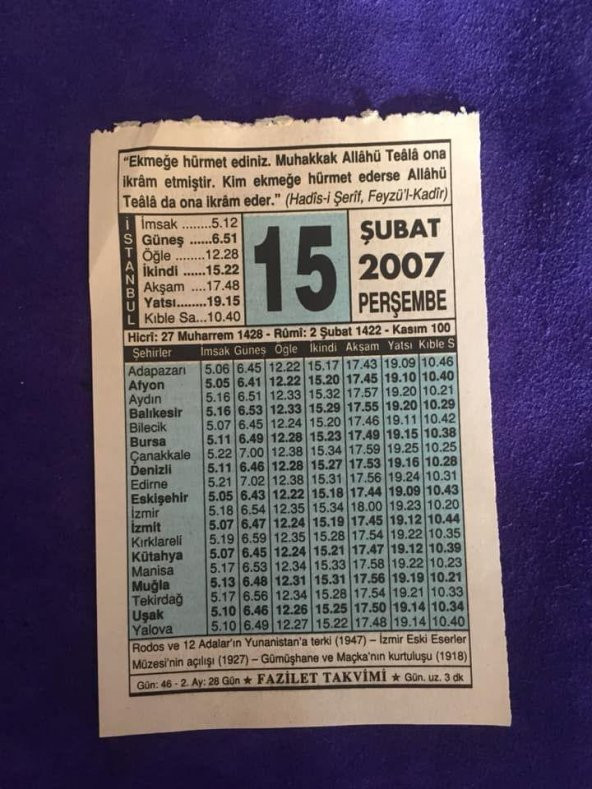 “Ekmeğe hürmet ediniz. Muhakkak Allâhü Teâlâ ona
ikrâm etmiştir. Kim ekmeğe hürmet ederse Allâhü
Teâlâ da ona ikrâm eder.” (Hadîs-i Şerîf, Feyzü'l-Kadîr)
İSTANBUL
İmsak .....5.12
Güneş ......6.51
Öğle ........12.28
İkindi .....15.22
Akşam ....17.48
Yatsı........19.15
Kıble Sa...10.40
15
ŞUBAT
2007
PERŞEMBE
Hicrî: 27 Muharrem 1428 - Rûmî: 2 Şubat 1422 - Kasım 100
Şehirler İmsak Güneş Öğle İkindi Akşam Yatsı Kıble S
Adapazarı 5.06 6.45 12.22 15.17 17.43 19.09 10.46
Afyon 5.05 6.41 12.22 15.20 17.45 19.10 10.40
Aydın 5.16 6.51 12.33 15.32 17.57 19.20 10.21
Balıkesir 5.16 6.53 12.33 15.29 17.55 19.20 10.29
Bilecik 5.07 6.45 12.24 15.20 17.46 19.11 10.42
Bursa 5.11 6.49 12.28 15.23 17.49 19.15 10.38
Çanakkale 5.22 7.00 12.38 15.34 17.59 19.25 10.25
Denizli 5.11 6.46 12.28 15.27 17.53 19.16 10.28
Edirne 5.21 7.02 12.38 15.31 17.56 19.24 10.31
Eskişehir 5.05 6.43 12.22 15.18 17.44 19.09 10.43
İzmir 5.18 6.54 12.35 15.34 18.00 19.23 10.20
İzmit 5.07 6.47 12.24 15.19 17.45 19.12 10.44
Kırklareli 5.19 6.59 12.35 15.28 17.54 19.22 10.35
Kütahya 5.07 6.45 12.24 15.21 17.47 19.12 10.39
Manisa 5.17 6.53 12.34 15.33 17.58 19.22 10.23
Muğla 5.13 6.48 12.31 15.31 17.56 19.19 10.21
Tekirdağ 5.17 6.56 12.34 15.28 17.54 19.21 10.33
Uşak 5.10 6.46 12.26 15.25 17.50 19.14 10.34
Yalova 5.10 6.49 12.27 15.22 17.48 19.14 10.40
Rodos ve 12 Adalar'ın Yunanistan'a terki (1947) – İzmir Eski Eserler
Müzesi'nin açılışı (1927) – Gümüşhane ve Maçka'nın kurtuluşu (1918)
Gün: 46 - 2. Ay: 28 Gün ★ FAZİLET TAKVİMİ ★ Gün. uz. 3 dk